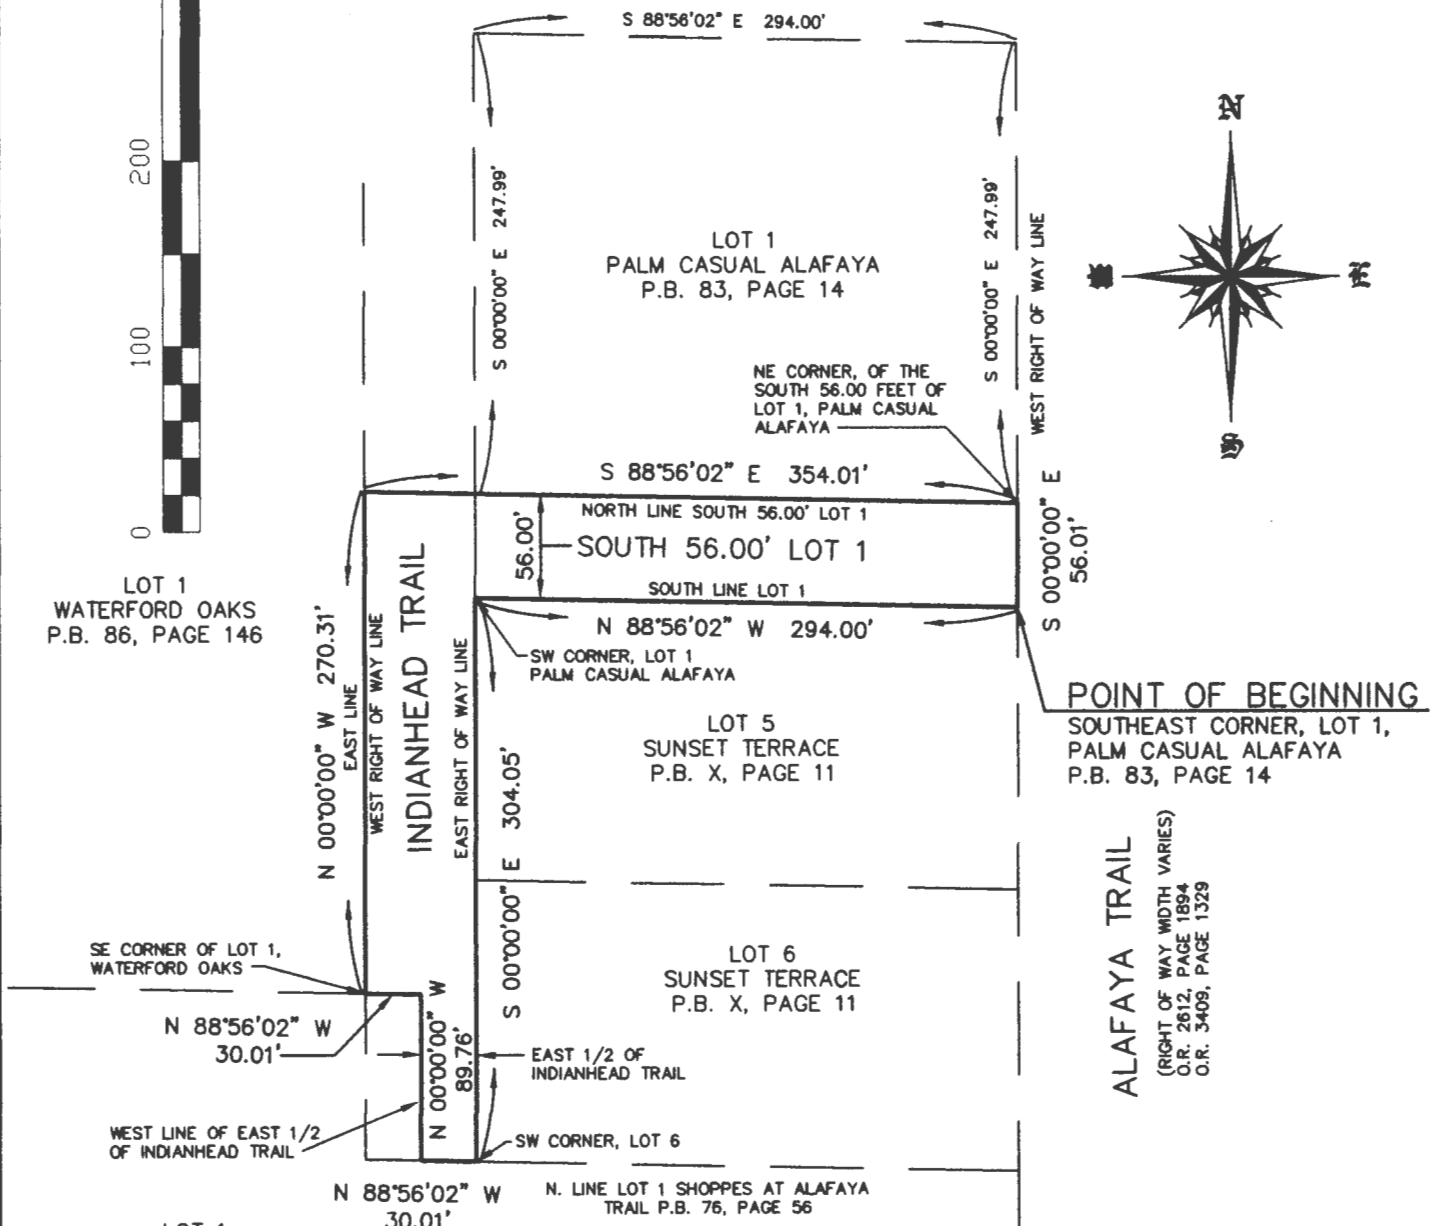 S 88°56'02" E 294.00'
N
200
S 00°00'00" E 247.99'
S 00°00'00" E 247.99'
WEST RIGHT OF WAY LINE
LOT 1
PALM CASUAL ALAFAYA
P.B. 83, PAGE 14
E
100
NE CORNER, OF THE
SOUTH 56.00 FEET OF
LOT 1, PALM CASUAL
ALAFAYA
S
S 88°56'02" E 354.01'
NORTH LINE SOUTH 56.00' LOT 1
56.00'
SOUTH 56.00' LOT 1
SOUTH LINE LOT 1
N 88°56'02" W 294.00'
S 00°00'00" E
56.01'
0
LOT 1
WATERFORD OAKS
P.B. 86, PAGE 146
N 00°00'00" W 270.31'
EAST LINE
WEST RIGHT OF WAY LINE
INDIANHEAD TRAIL
EAST RIGHT OF WAY LINE
S 00°00'00" E 304.05'
SW CORNER, LOT 1
PALM CASUAL ALAFAYA
POINT OF BEGINNING
SOUTHEAST CORNER, LOT 1,
PALM CASUAL ALAFAYA
P.B. 83, PAGE 14
LOT 5
SUNSET TERRACE
P.B. X, PAGE 11
ALAFAYA TRAIL
(RIGHT OF WAY WIDTH VARIES)
O.R. 2612, PAGE 1894
O.R. 3409, PAGE 1329
SE CORNER OF LOT 1,
WATERFORD OAKS
LOT 6
SUNSET TERRACE
P.B. X, PAGE 11
N 88°56'02" W
30.01'
N 00°00'00" W
89.76'
EAST 1/2 OF
INDIANHEAD TRAIL
WEST LINE OF EAST 1/2
OF INDIANHEAD TRAIL
SW CORNER, LOT 6
N 88°56'02" W
30.01'
N. LINE LOT 1 SHOPPES AT ALAFAYA
TRAIL P.B. 76, PAGE 56
LOT 1